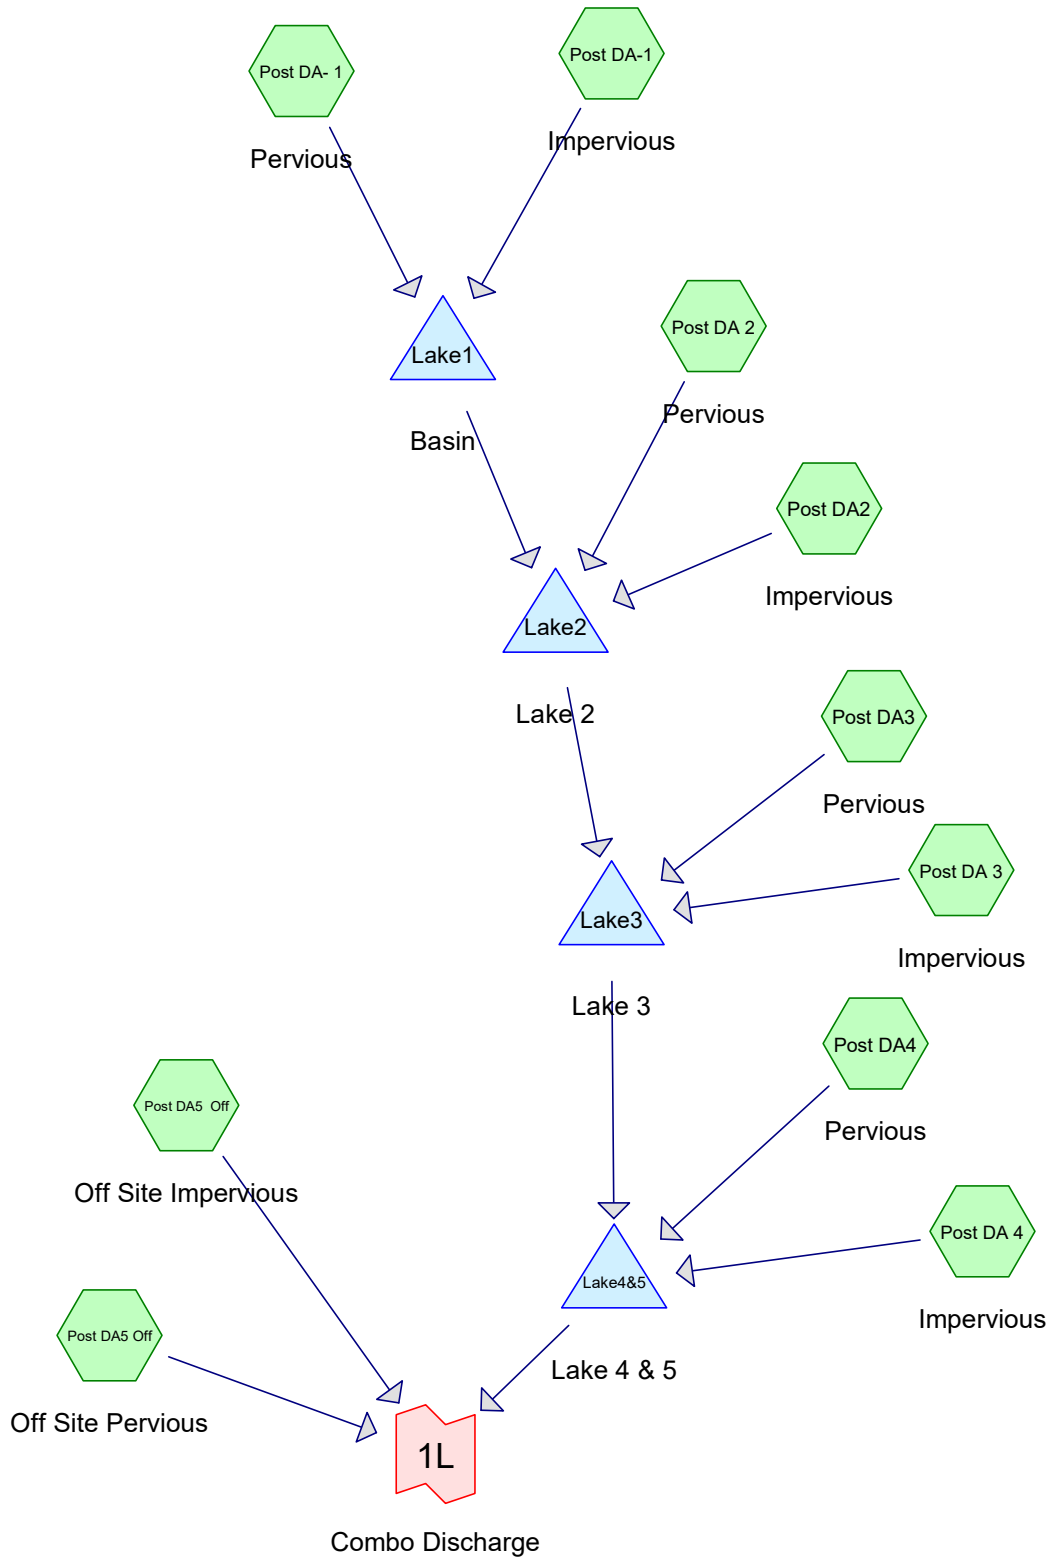 Post DA- 1
Post DA-1
Pervious
Impervious
Lake1
Post DA 2
Basin
Pervious
Post DA2
Impervious
Lake2
Lake 2
Post DA3
Pervious
Post DA 3
Lake3
Impervious
Lake 3
Post DA4
Pervious
Post DA5  Off
Off Site Impervious
Post DA 4
Lake4&5
Impervious
Post DA5 Off
Lake 4 & 5
Off Site Pervious
1L
Combo Discharge